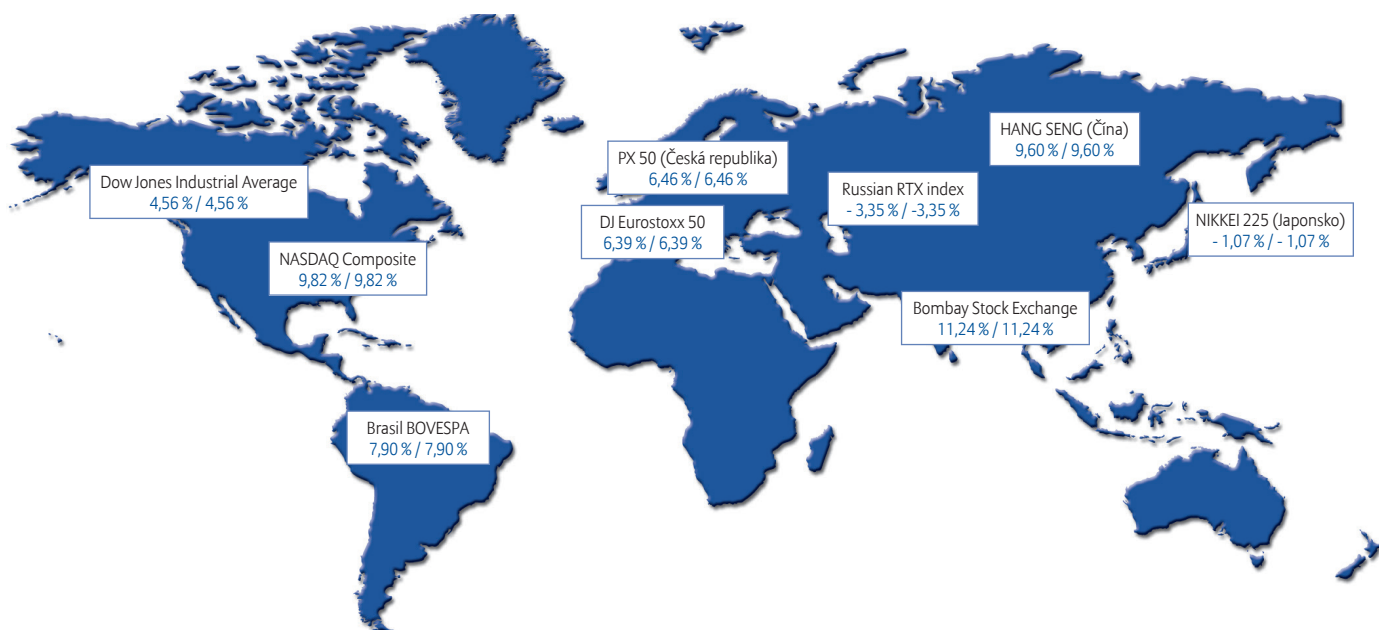 HANG SENG (Čína)
9,60 % / 9,60 %
PX 50 (Česká republika)
6,46 % / 6,46 %
Dow Jones Industrial Average
4,56 % / 4,56 %
Russian RTX index
- 3,35 % / -3,35 %
DJ Eurostoxx 50
6,39 % / 6,39 %
NIKKEI 225 (Japonsko)
- 1,07 % / - 1,07 %
NASDAQ Composite
9,82 % / 9,82 %
Bombay Stock Exchange
11,24 % / 11,24 %
Brasil BOVESPA
7,90 % / 7,90 %